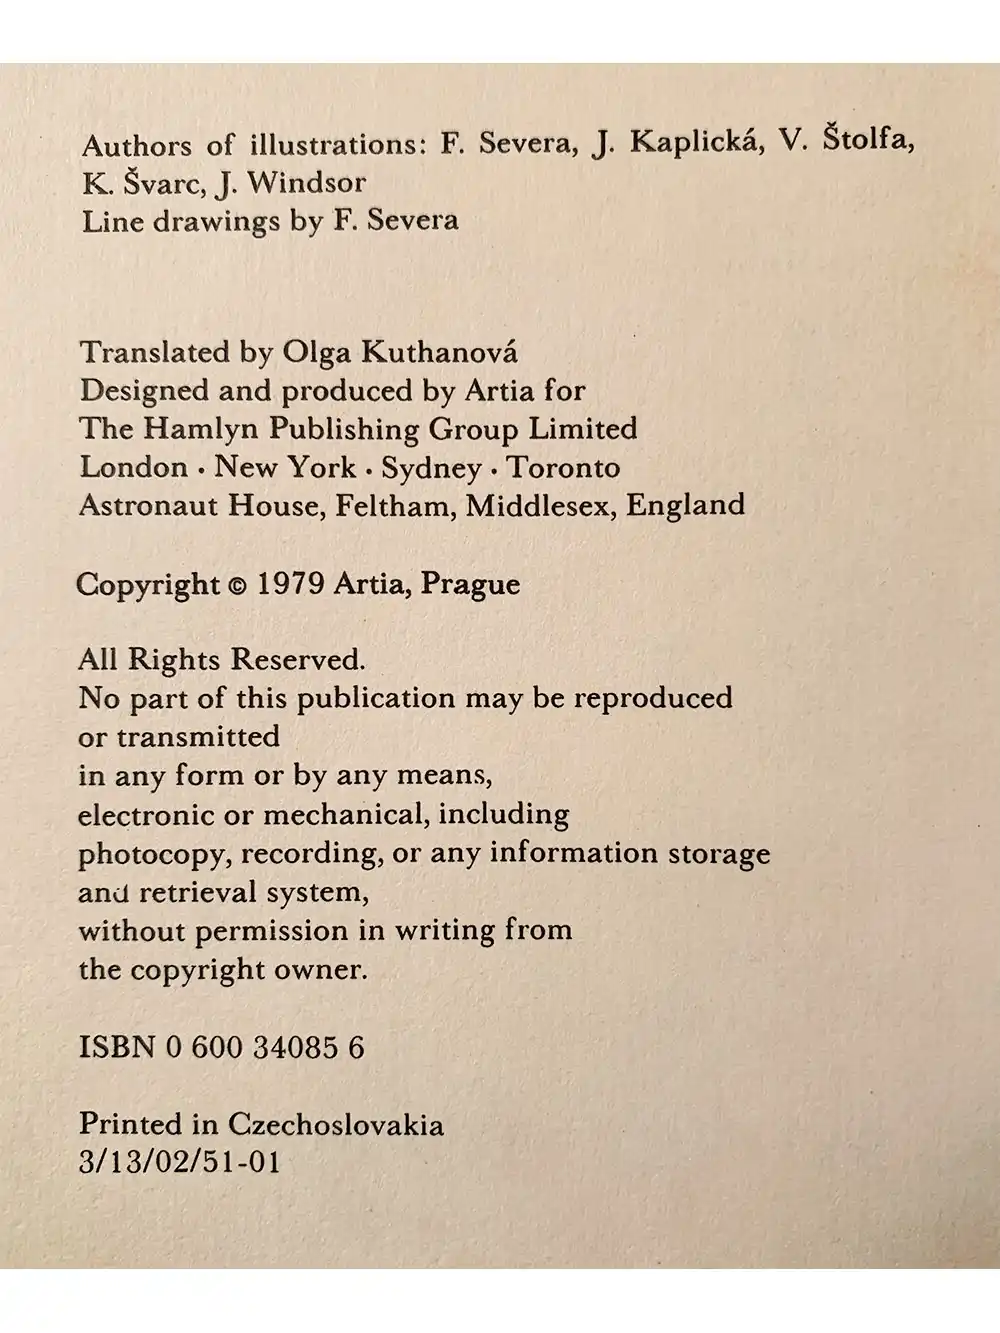 Authors of illustrations: F. Severa, J. Kaplická, V. Štolfa,
K. Švarc, J. Windsor
Line drawings by F. Severa
Translated by Olga Kuthanová
Designed and produced by Artia for
The Hamlyn Publishing Group Limited
London · New York · Sydney · Toronto
Astronaut House, Feltham, Middlesex, England
Copyright © 1979 Artia, Prague
All Rights Reserved.
No part of this publication may be reproduced
or transmitted
in any form or by any means,
electronic or mechanical, including
photocopy, recording, or any information storage
and retrieval system,
without permission in writing from
the copyright owner.
ISBN 0 600 34085 6
Printed in Czechoslovakia
3/13/02/51-01